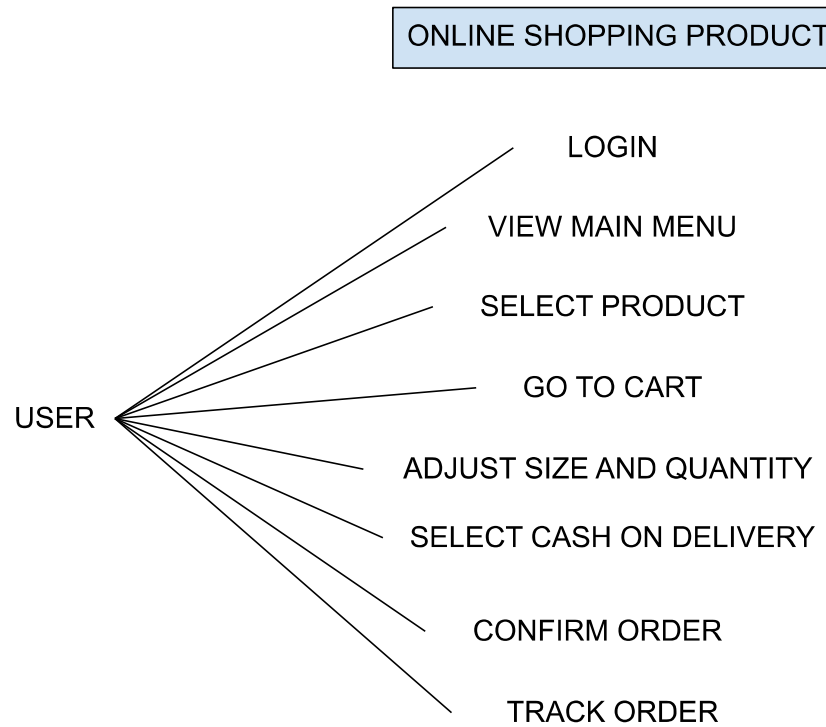 ONLINE SHOPPING PRODUCT
LOGIN
VIEW MAIN MENU
SELECT PRODUCT
GO TO CART
USER
ADJUST SIZE AND QUANTITY
SELECT CASH ON DELIVERY
CONFIRM ORDER
TRACK ORDER